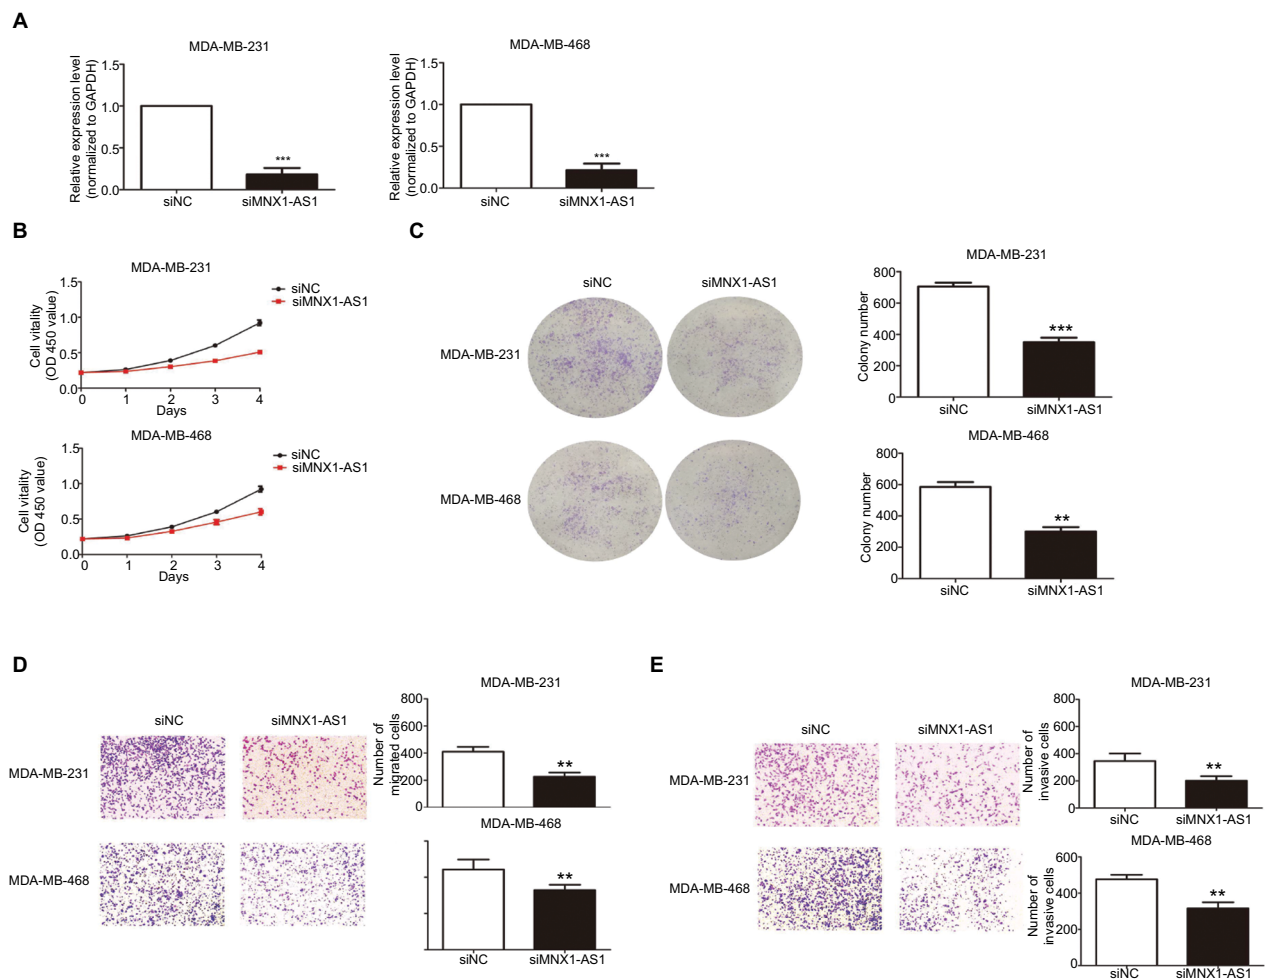 A
MDA-MB-231
Relative expression level
(normalized to GAPDH)
1.5
1.0
0.5
0.0
***
siNC
siMNX1-AS1
MDA-MB-468
Relative expression level
(normalized to GAPDH)
1.5
1.0
0.5
0.0
***
siNC
siMNX1-AS1
B
MDA-MB-231
Cell vitality
(OD 450 value)
1.5
1.0
0.5
0.0
0 1 2 3 4
Days
siNC
siMNX1-AS1
MDA-MB-468
Cell vitality
(OD 450 value)
1.5
1.0
0.5
0.0
0 1 2 3 4
Days
siNC
siMNX1-AS1
C
siNC
siMNX1-AS1
MDA-MB-231
MDA-MB-468
MDA-MB-231
Colony number
800
600
400
200
0
***
siNC
siMNX1-AS1
MDA-MB-468
Colony number
800
600
400
200
0
**
siNC
siMNX1-AS1
D
siNC
siMNX1-AS1
MDA-MB-231
MDA-MB-468
MDA-MB-231
Number of
migrated cells
800
600
400
200
0
**
MDA-MB-468
**
siNC
siMNX1-AS1
E
siNC
siMNX1-AS1
MDA-MB-231
MDA-MB-468
MDA-MB-231
Number of
invasive cells
800
600
400
200
0
**
siNC
siMNX1-AS1
MDA-MB-468
Number of
invasive cells
600
400
200
0
**
siNC
siMNX1-AS1